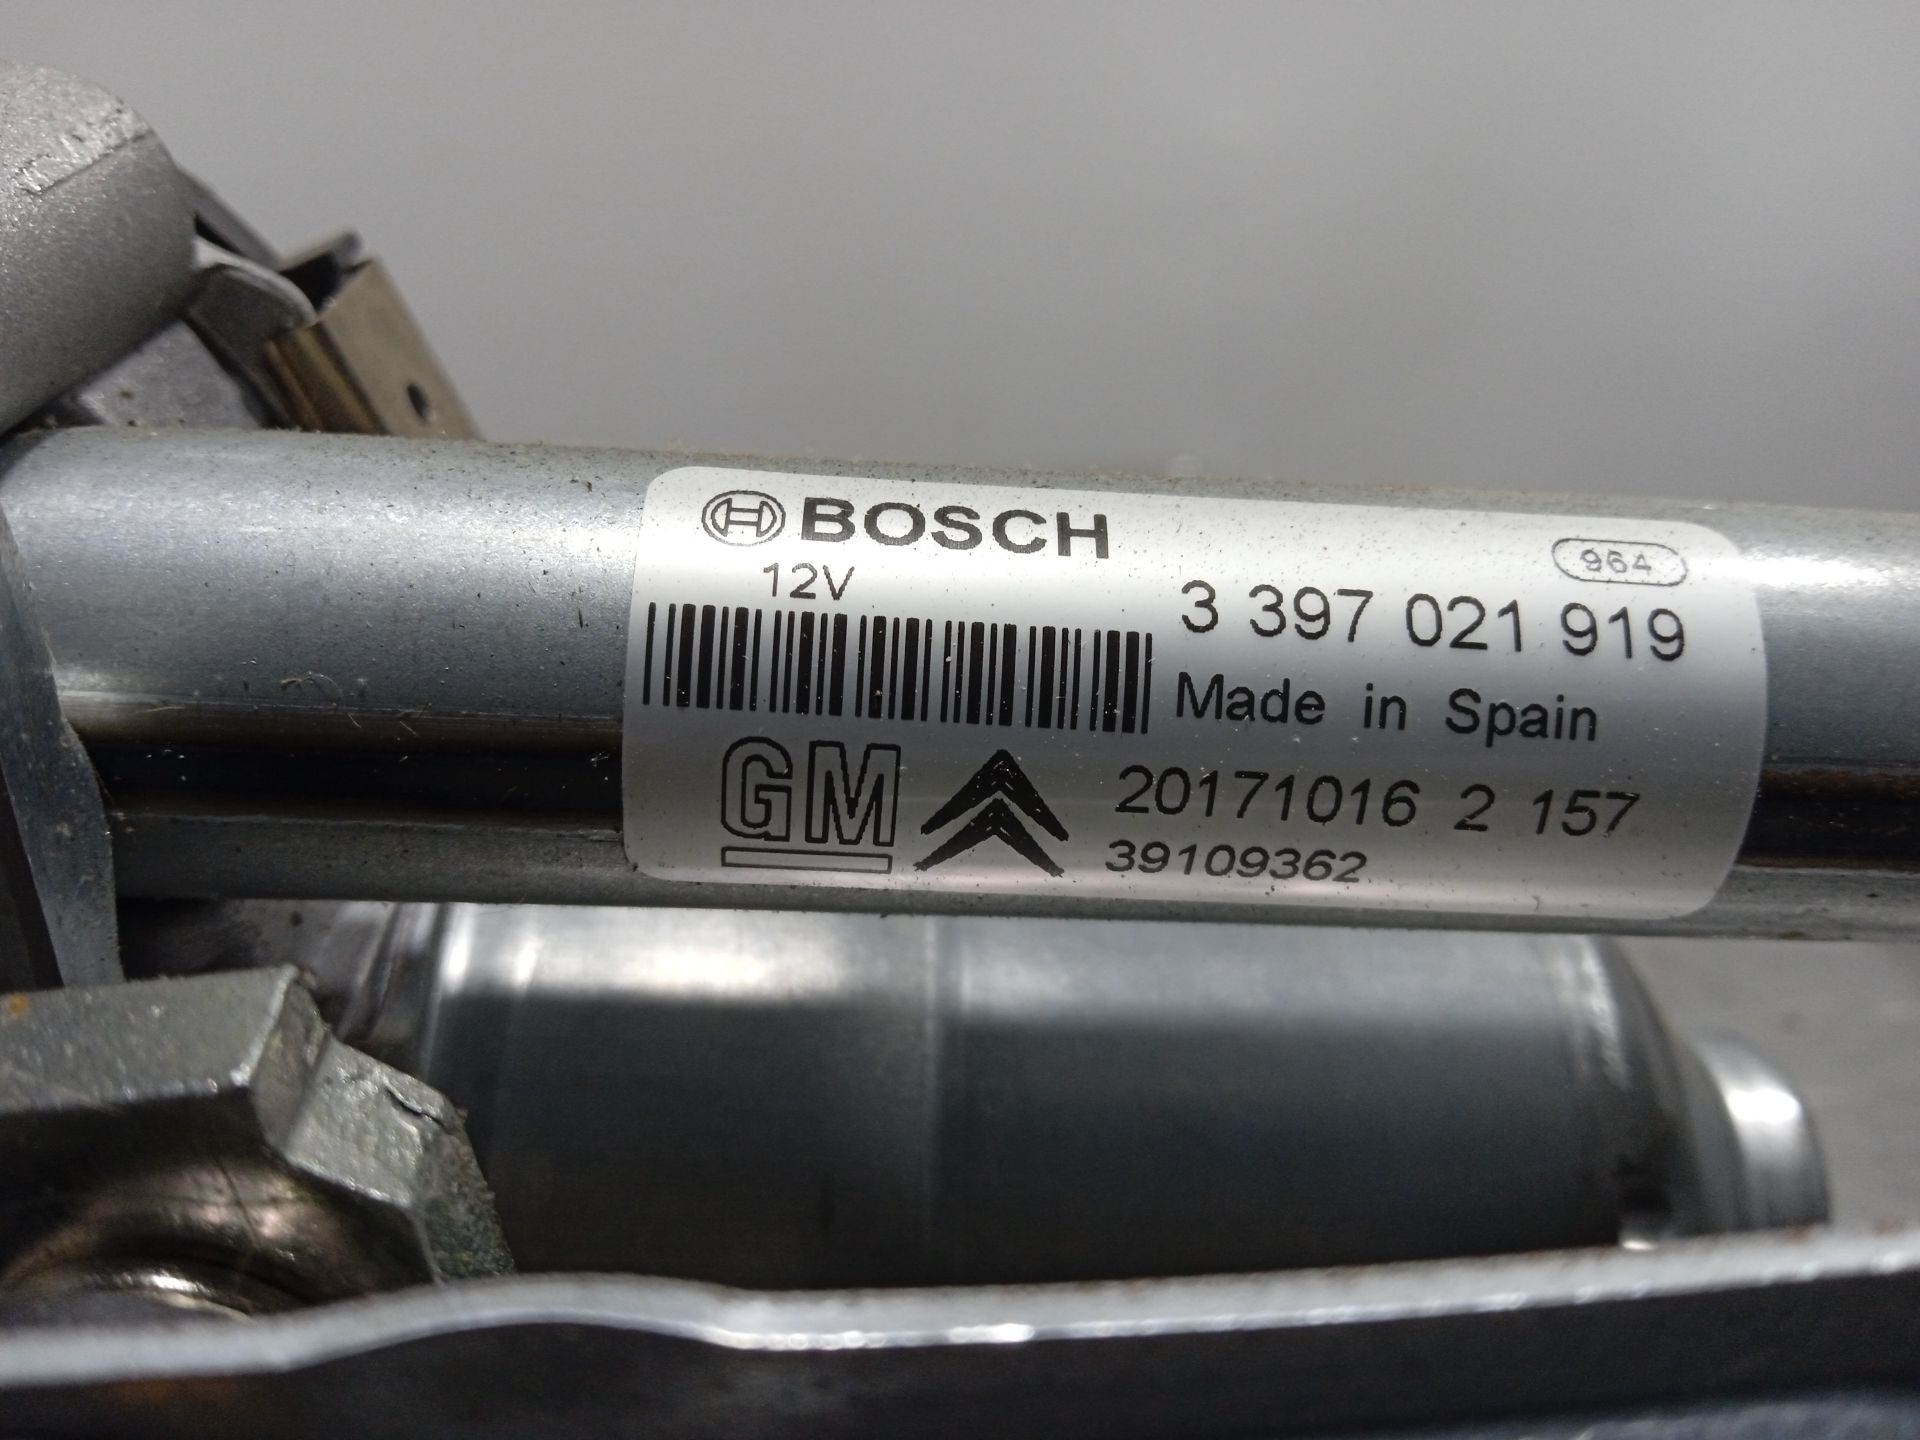 BOSCH
12V
964
3 397 021 919
Made in Spain
GM
20171016 2 157
39109362